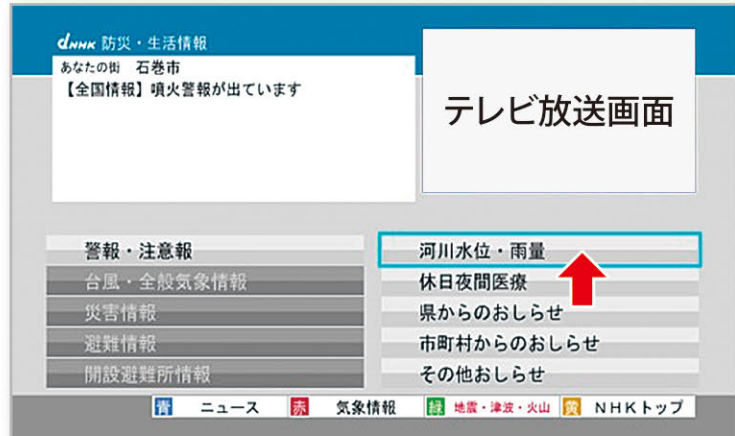 dNHK 防災・生活情報
あなたの街 石巻市
【全国情報】噴火警報が出ています
テレビ放送画面
警報・注意報
台風・全般気象情報
災害情報
避難情報
開設避難所情報
河川水位・雨量
休日夜間医療
県からのおしらせ
市町村からのおしらせ
その他おしらせ
青 ニュース 赤 気象情報 緑 地震・津波・火山 黄 NHKトップ